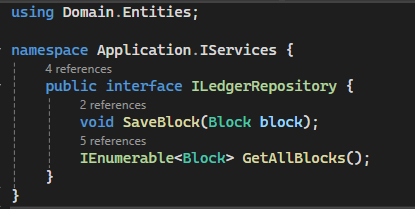 using Domain.Entities;
namespace Application.IServices {
4 references
public interface ILedgerRepository {
2 references
void SaveBlock(Block block);
5 references
IEnumerable<Block> GetAllBlocks();
}
}